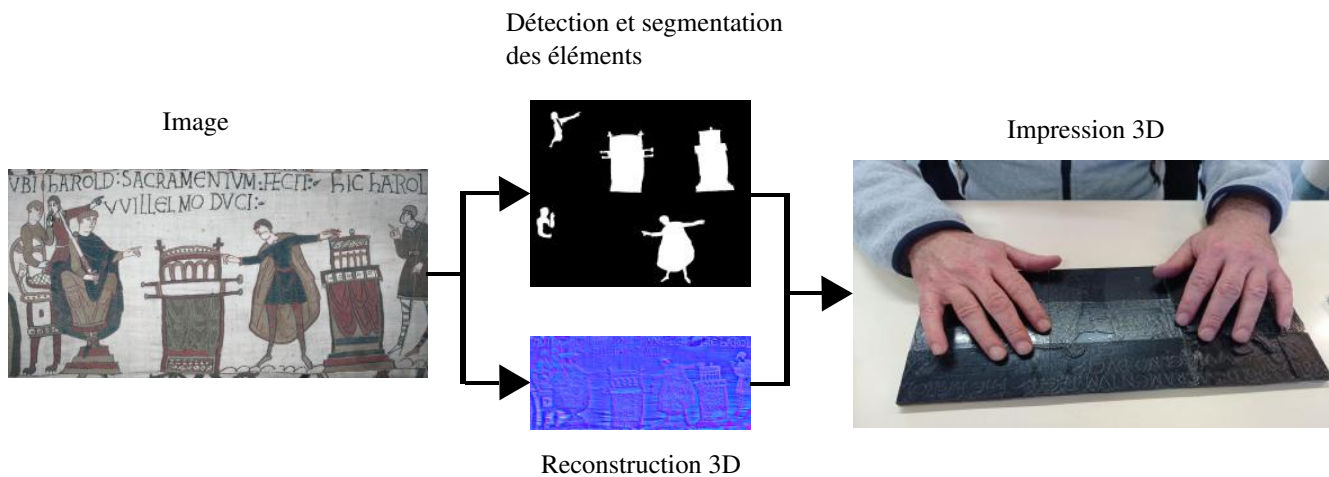 Détection et segmentation
des éléments
Image
Impression 3D
VBI hAROLD:SACRAMENTVM:FECIT:- hIC hAROL
VVILLELMO DVCI:-
Reconstruction 3D